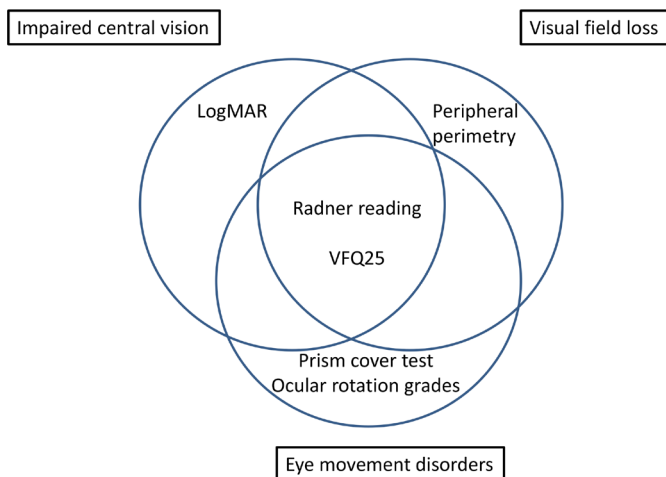 Impaired central vision
Visual field loss
LogMAR
Peripheral
perimetry
Radner reading
VFQ25
Prism cover test
Ocular rotation grades
Eye movement disorders